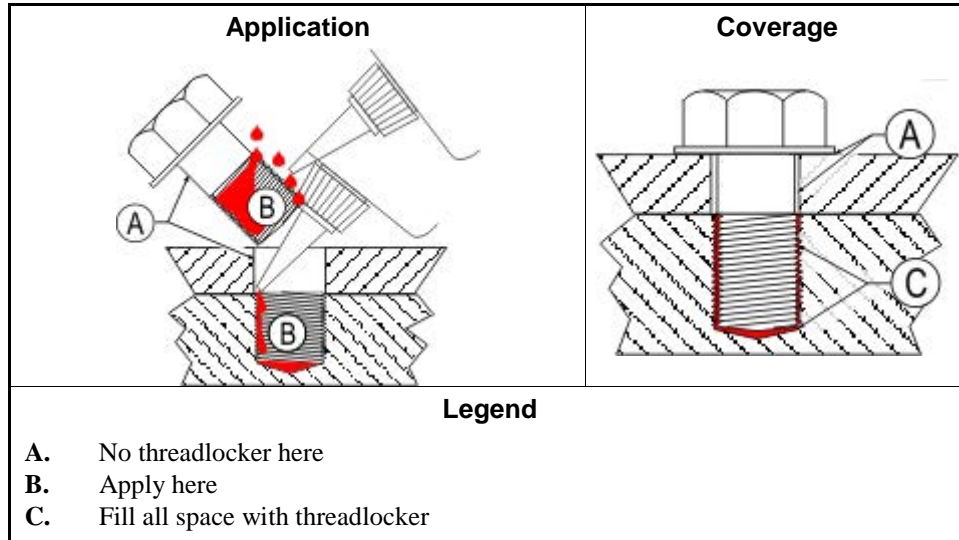 Application
Coverage
A
B
B
A
C
Legend
A. No threadlocker here
B. Apply here
C. Fill all space with threadlocker